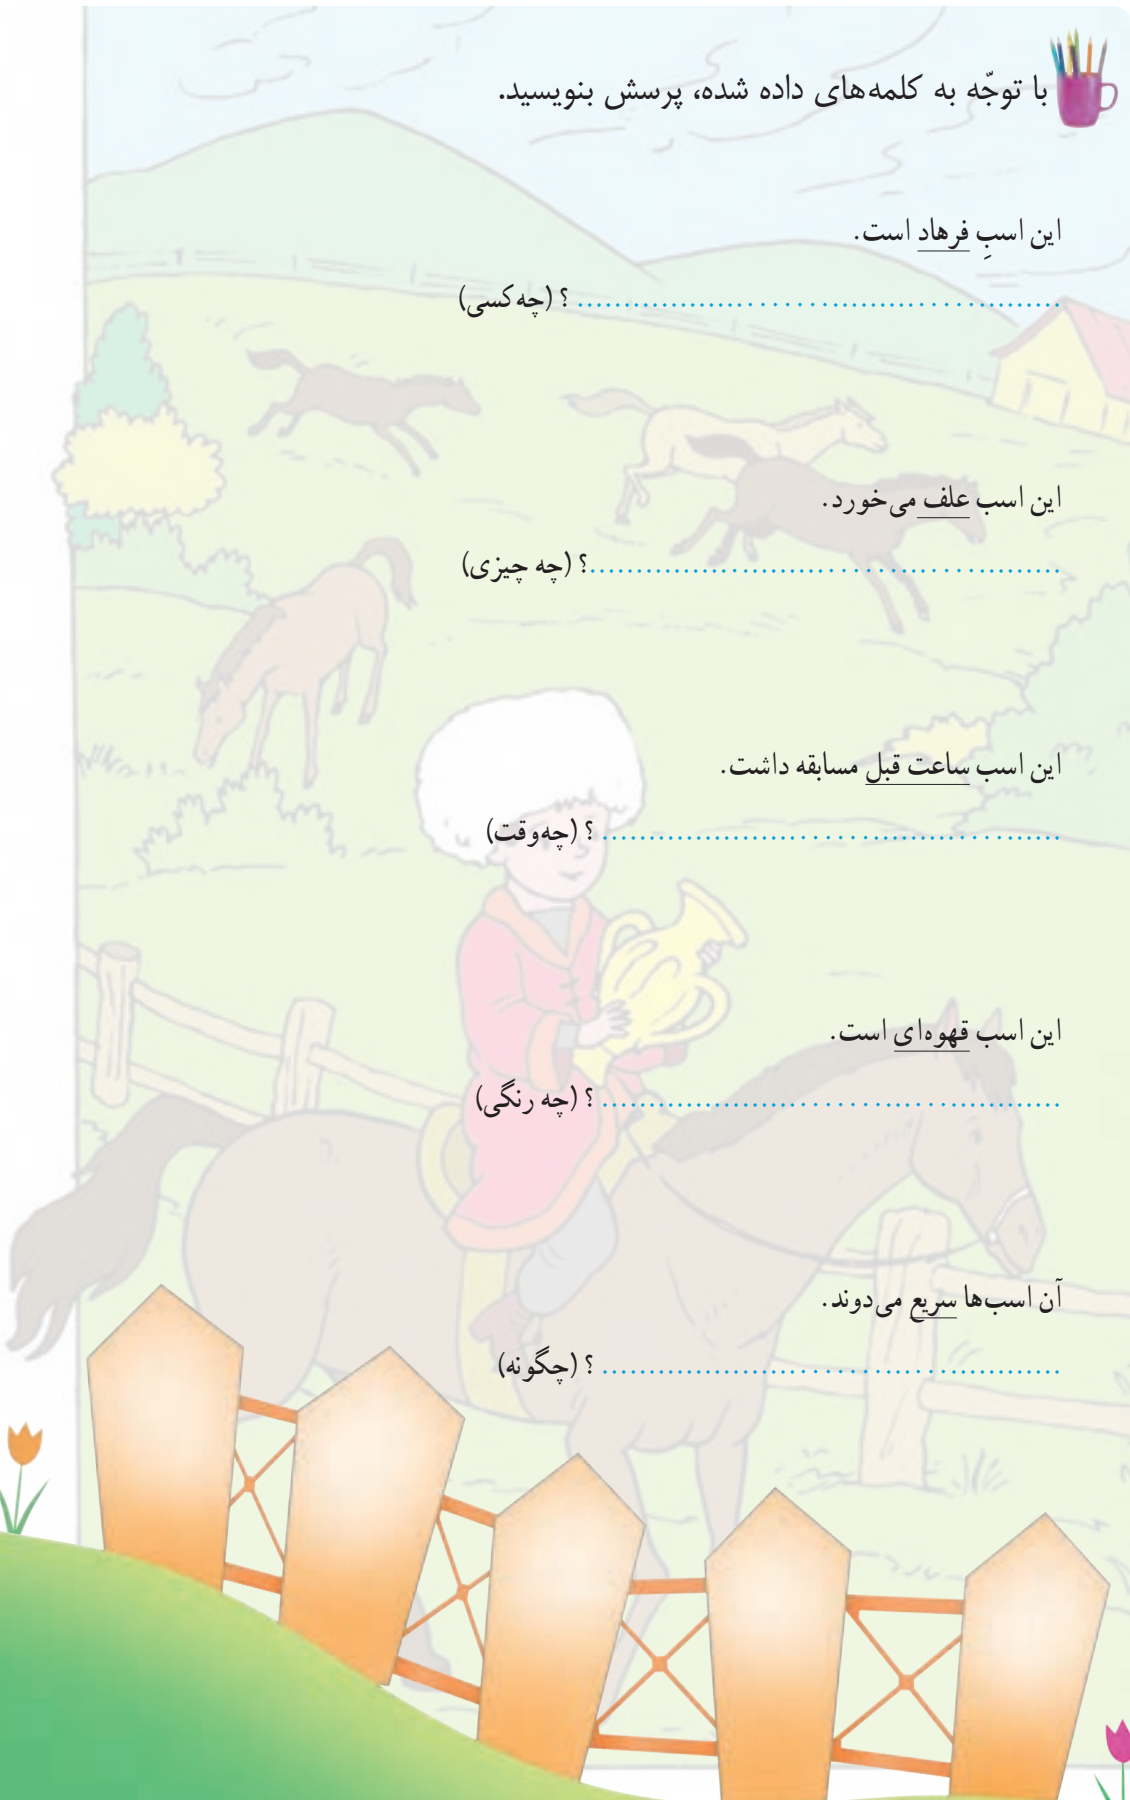 با توجّه به کلمه‌های داده شده، پرسش بنویسید.
این اسبِ فرهاد است.
................................................ ؟ (چه کسی)
این اسب علف می‌خورد.
................................................؟ (چه چیزی)
این اسب ساعت قبل مسابقه داشت.
................................................ ؟ (چه‌وقت)
این اسب قهوه‌ای است.
................................................ ؟ (چه رنگی)
آن اسب‌ها سریع می‌دوند.
................................................ ؟ (چگونه)